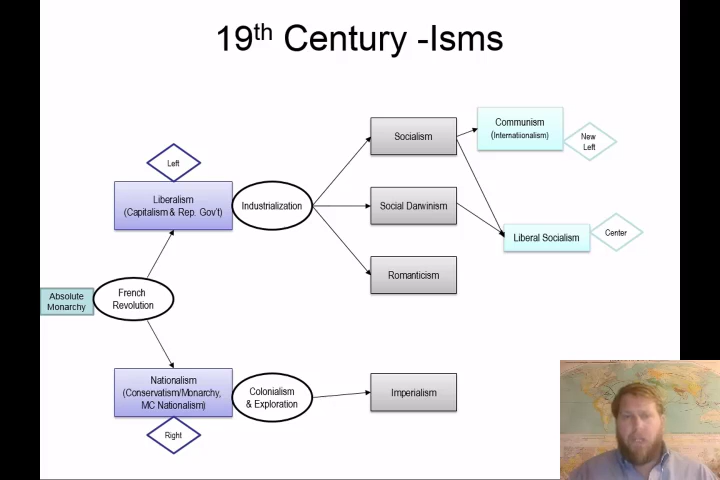 19th Century -Isms
Communism
(Internatiionalism)
New
Left
Socialism
Left
Liberalism
(Capitalism & Rep. Gov't)
Industrialization
Social Darwinism
Liberal Socialism
Center
Romanticism
Absolute
Monarchy
French
Revolution
Nationalism
(Conservatism/Monarchy,
MC Nationalism)
Colonialism
& Exploration
Imperialism
Right